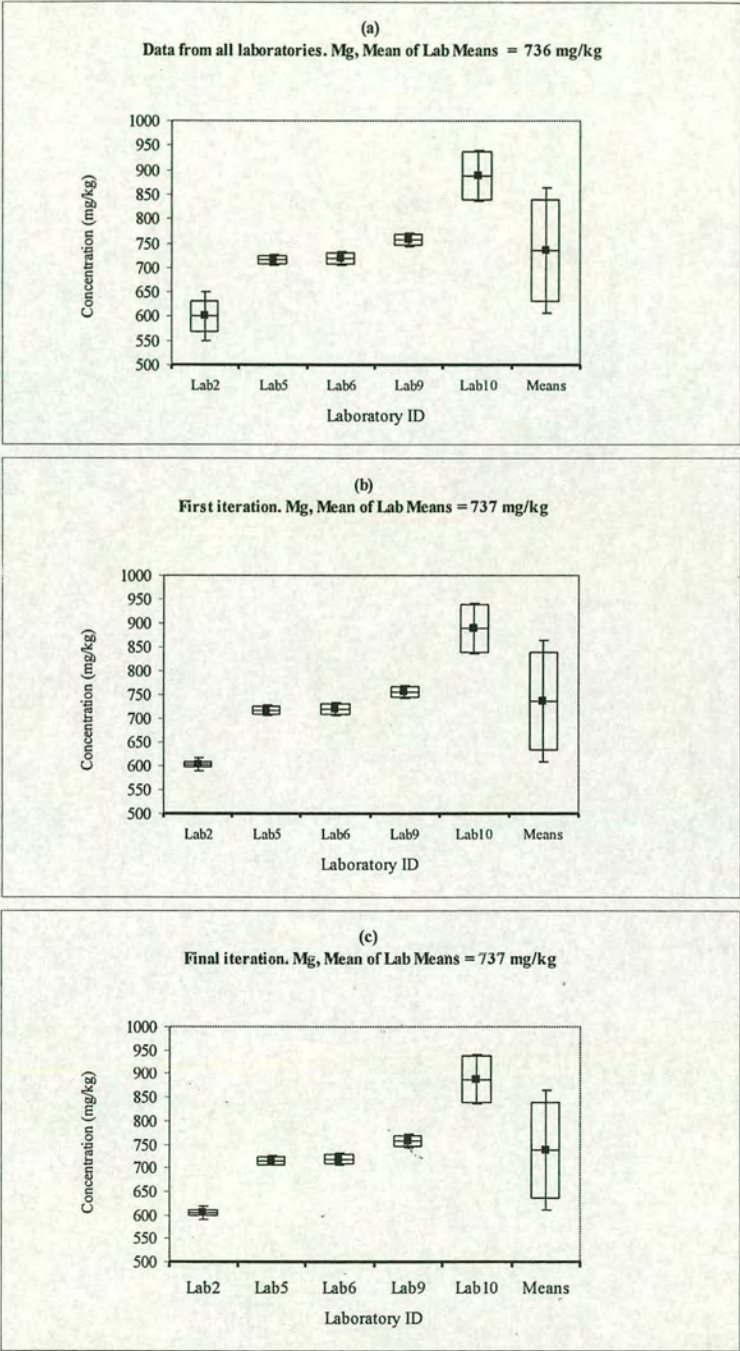 (a)
Data from all laboratories. Mg, Mean of Lab Means = 736 mg/kg
Concentration (mg/kg)
1000
950
900
850
800
750
700
650
600
550
500
Lab2 Lab5 Lab6 Lab9 Lab10 Means
Laboratory ID
(b)
First iteration. Mg, Mean of Lab Means = 737 mg/kg
Concentration (mg/kg)
1000
950
900
850
800
750
700
650
600
550
500
Lab2 Lab5 Lab6 Lab9 Lab10 Means
Laboratory ID
(c)
Final iteration. Mg, Mean of Lab Means = 737 mg/kg
Concentration (mg/kg)
1000
950
900
850
800
750
700
650
600
550
500
Lab2 Lab5 Lab6 Lab9 Lab10 Means
Laboratory ID